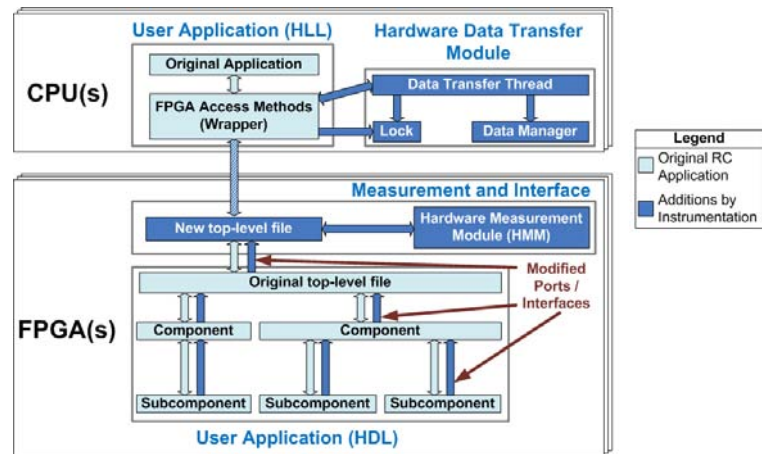 User Application (HLL)
Hardware Data Transfer
Module
Original Application
CPU(s)
FPGA Access Methods
(Wrapper)
Data Transfer Thread
Lock
Data Manager
Legend
Original RC
Application
Additions by
Instrumentation
Measurement and Interface
New top-level file
Hardware Measurement
Module (HMM)
Modified
Ports /
Interfaces
Original top-level file
FPGA(s)
Component
Component
Subcomponent
Subcomponent
Subcomponent
User Application (HDL)